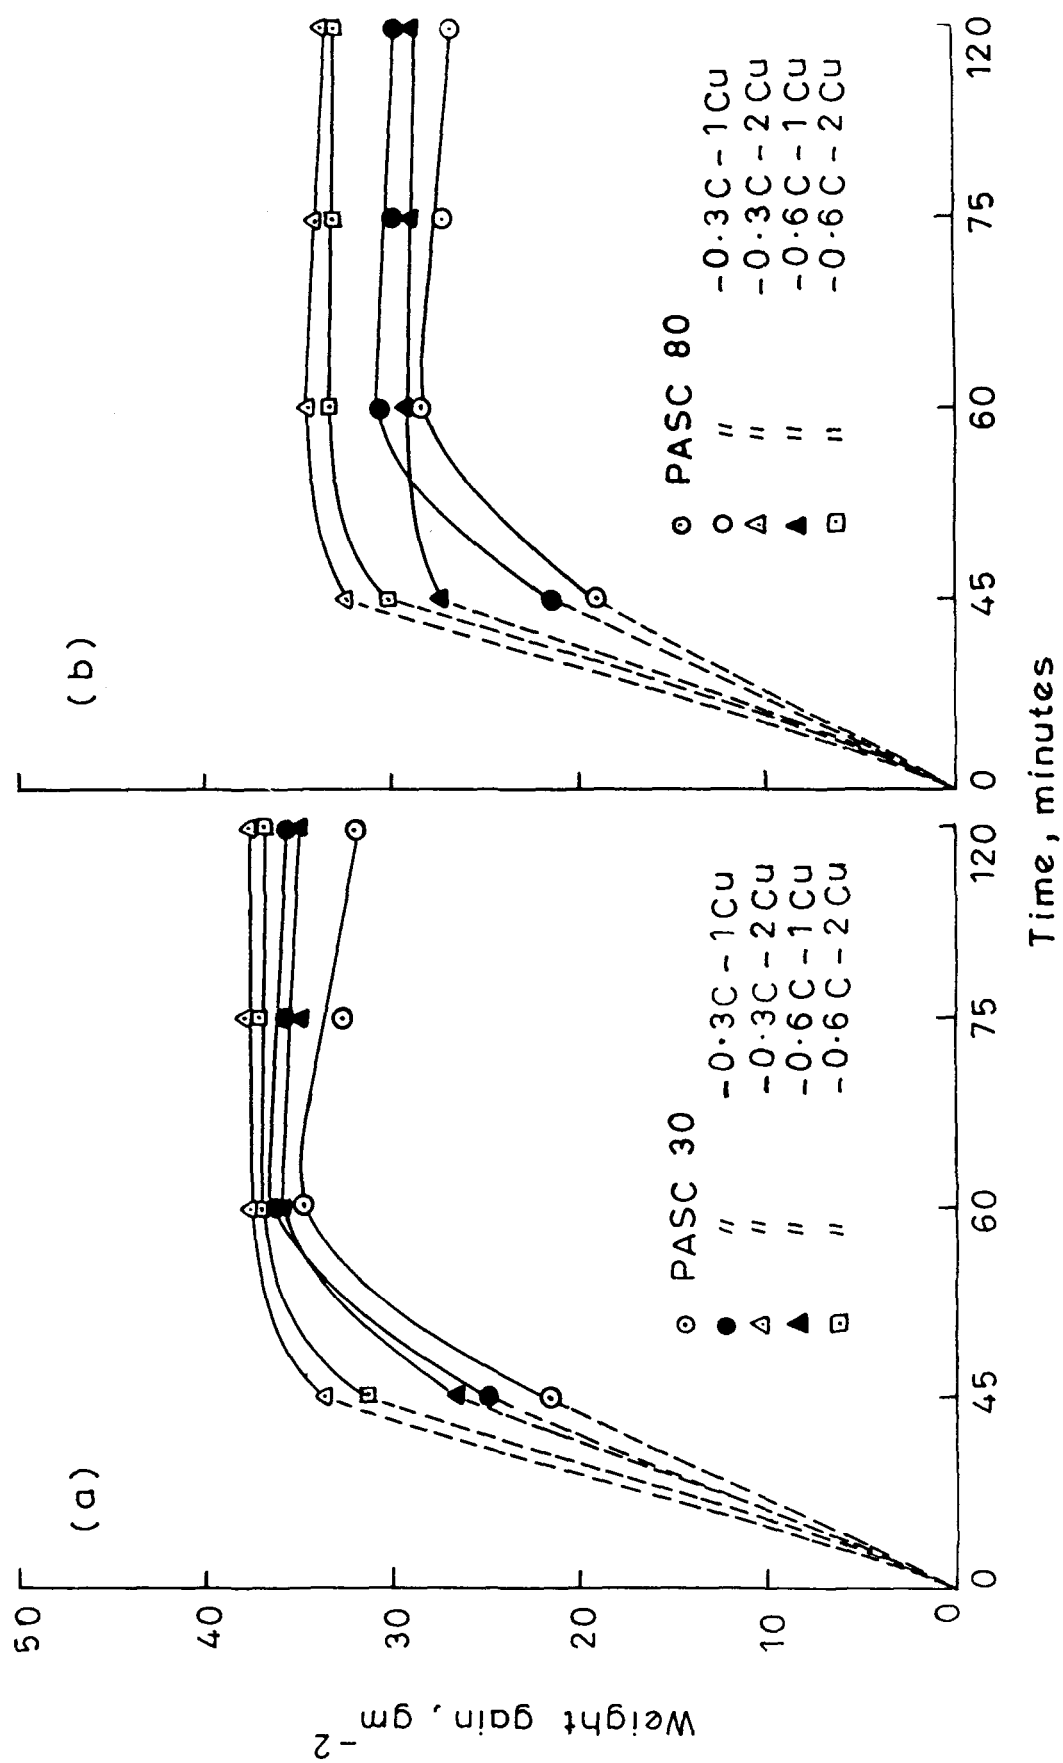 (a)
(b)
Weight gain, gm-2
50
40
30
20
10
0
0
45
60
75
120
PASC 30
" -0.3C-1Cu
" -0.3C-2Cu
" -0.6C-1Cu
" -0.6C-2Cu
0
45
60
75
120
PASC 80
" -0.3C-1Cu
" -0.3C-2Cu
" -0.6C-1Cu
" -0.6C-2Cu
Time, minutes